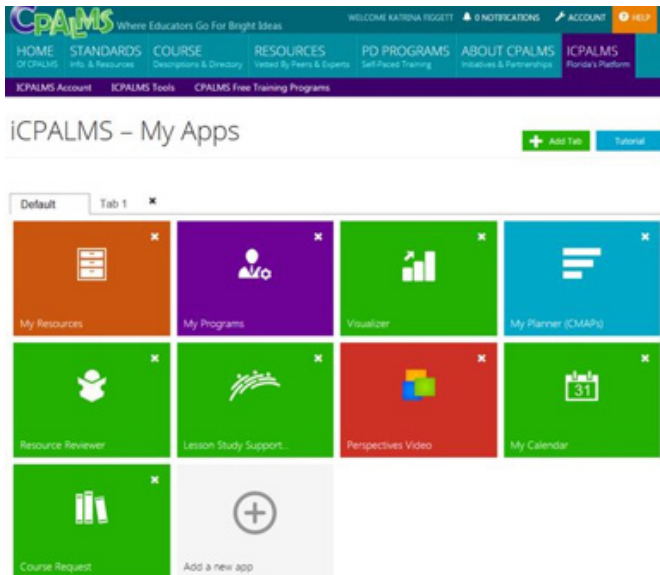 CPALMS Where Educators Go For Bright Ideas WELCOME KATRINA FIGGETT 0 NOTIFICATIONS ACCOUNT HELP
HOME STANDARDS COURSE RESOURCES PD PROGRAMS ABOUT CPALMS ICPALMS
Of CPALMS Info. & Resources Descriptions & Directory Vetted By Peers & Experts Self-Paced Training Initiatives & Partnerships Florida's Platform
ICPALMS Account ICPALMS Tools CPALMS Free Training Programs
iCPALMS – My Apps
Add Tab Tutorial
Default Tab 1
My Resources My Programs Visualizer My Planner (CMAPs)
31
Resource Reviewer Lesson Study Support... Perspectives Video My Calendar
Course Request Add a new app